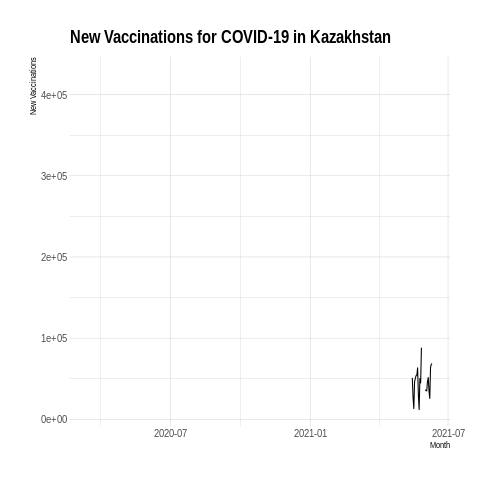 New Vaccinations for COVID-19 in Kazakhstan
New Vaccinations
4e+05
3e+05
2e+05
1e+05
0e+00
2020-07
2021-01
2021-07
Month